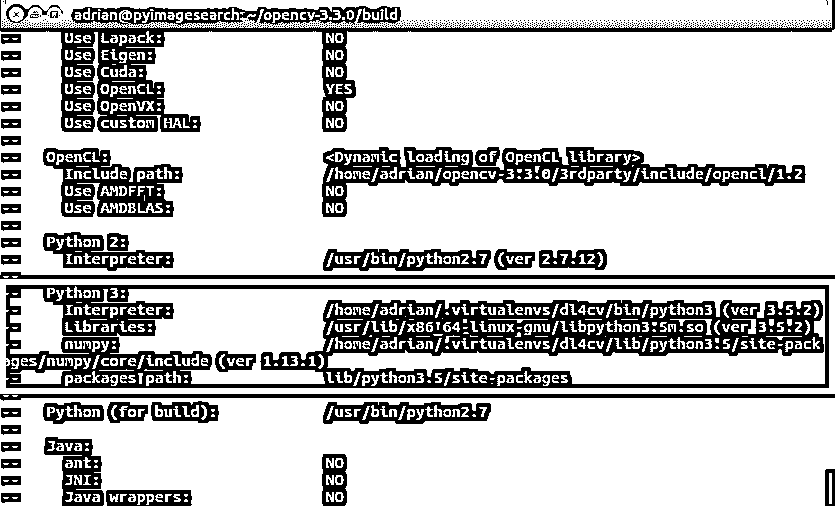 adrian@pyimagesearch: ~/opencv-3.3.0/build
-- Use Lapack: NO
-- Use Eigen: NO
-- Use Cuda: NO
-- Use OpenCL: YES
-- Use OpenVX: NO
-- Use custom HAL: NO
--
-- OpenCL: <Dynamic loading of OpenCL library>
-- Include path: /home/adrian/opencv-3.3.0/3rdparty/include/opencl/1.2
-- Use AMDFFT: NO
-- Use AMDBLAS: NO
--
-- Python 2:
-- Interpreter: /usr/bin/python2.7 (ver 2.7.12)
--
-- Python 3:
-- Interpreter: /home/adrian/.virtualenvs/dl4cv/bin/python3 (ver 3.5.2)
-- Libraries: /usr/lib/x86_64-linux-gnu/libpython3.5m.so (ver 3.5.2)
-- numpy: /home/adrian/.virtualenvs/dl4cv/lib/python3.5/site-pack
ages/numpy/core/include (ver 1.13.1)
-- packages path: lib/python3.5/site-packages
--
-- Python (for build): /usr/bin/python2.7
--
-- Java:
-- ant: NO
-- JNI: NO
-- Java wrappers: NO